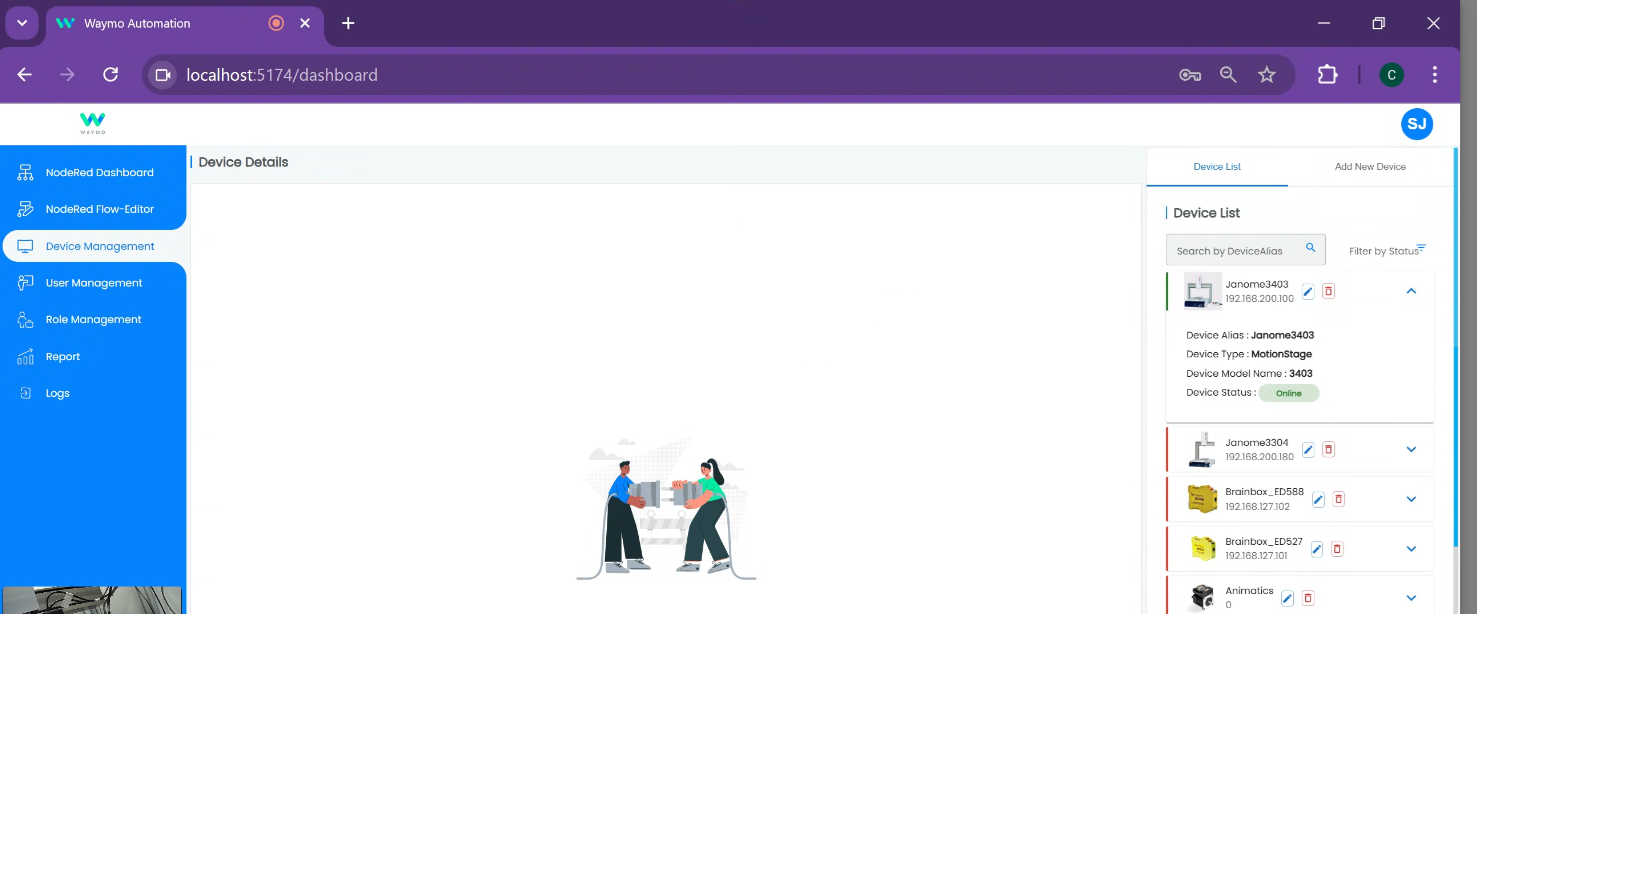 Waymo Automation
localhost:5174/dashboard
C
WAYMO
SJ
NodeRed Dashboard
NodeRed Flow-Editor
Device Management
User Management
Role Management
Report
Logs
Device Details
Device List
Add New Device
Device List
Search by DeviceAlias
Filter by Status
Janome3403
192.168.200.100
Device Alias : Janome3403
Device Type : MotionStage
Device Model Name : 3403
Device Status : Online
Janome3304
192.168.200.180
Brainbox_ED588
192.168.127.102
Brainbox_ED527
192.168.127.101
Animatics
0